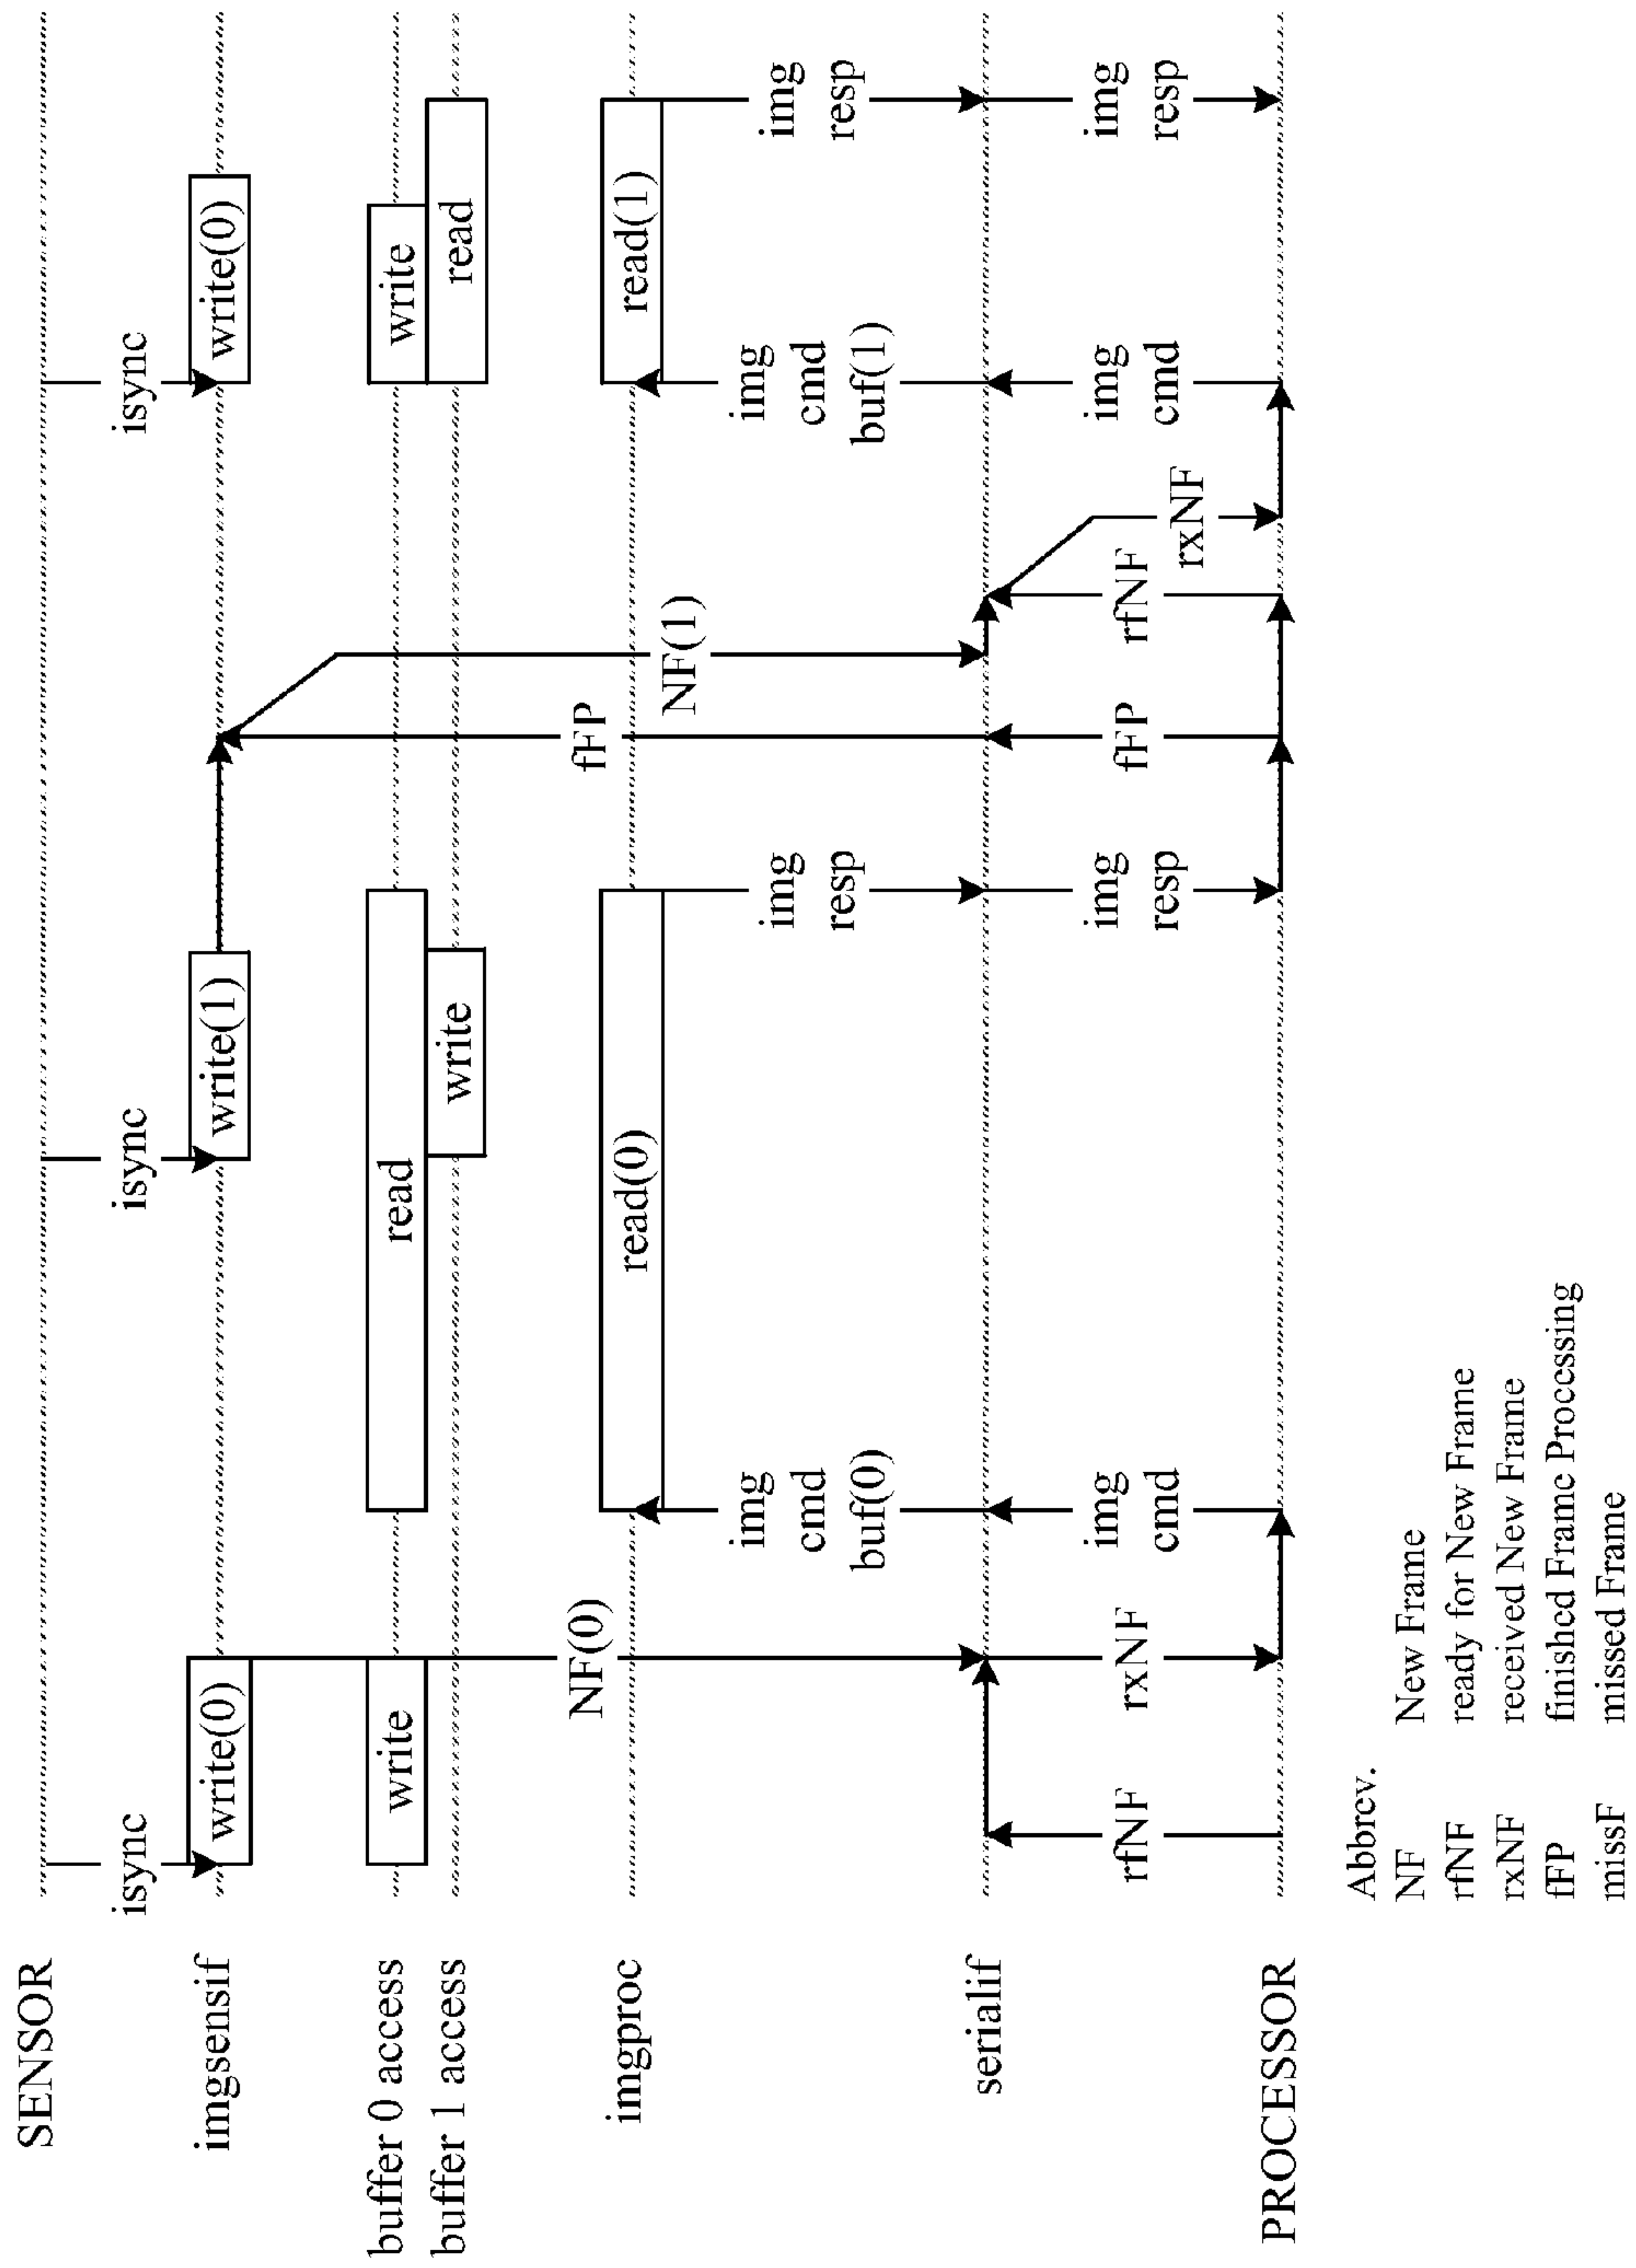 SENSOR
isync
isync
isync
imgsensif
write(0)
write(1)
write(0)
buffer 0 access
write
read
write
buffer 1 access
write
read
imgproc
NF(0)
read(0)
fFP
NF(1)
read(1)
img
cmd
buf(0)
img
resp
img
cmd
buf(1)
img
resp
serialif
rfNF
rxNF
img
cmd
img
resp
fFP
rfNF
rxNF
img
cmd
img
resp
PROCESSOR
Abbrcv.
NF New Frame
rfNF ready for New Frame
rxNF received New Frame
fFP finishcd Framc Processing
missF missed Frame